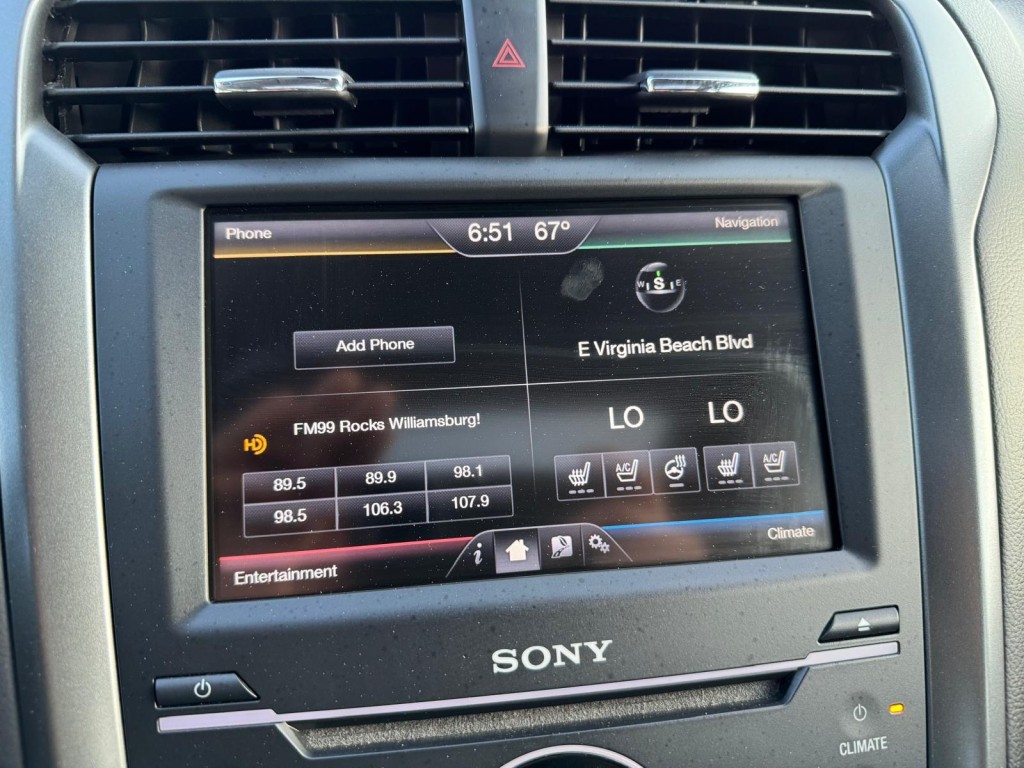 Phone
6:51 67°
Navigation
W S E
Add Phone
E Virginia Beach Blvd
FM99 Rocks Williamsburg!
HD
LO LO
89.5 89.9 98.1
98.5 106.3 107.9
A/C A/C
i
Entertainment
Climate
SONY
CLIMATE